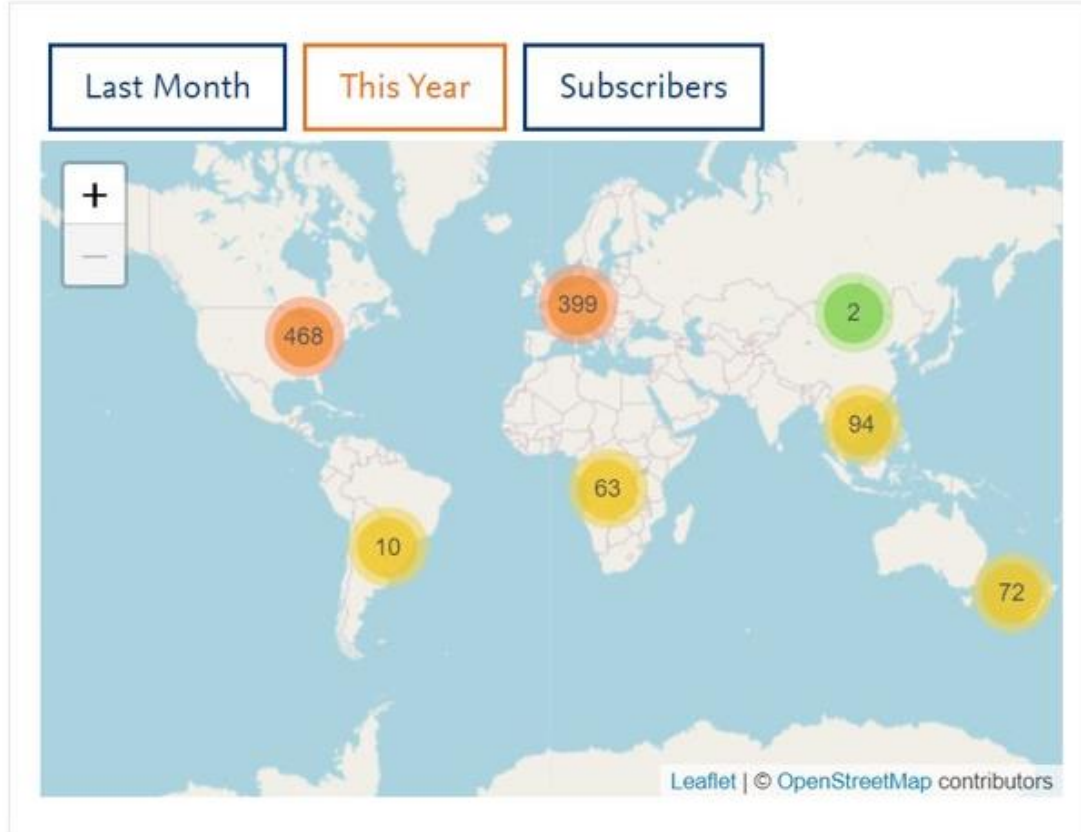 Last Month
This Year
Subscribers
+
−
399
2
468
94
63
10
72
Leaflet | © OpenStreetMap contributors